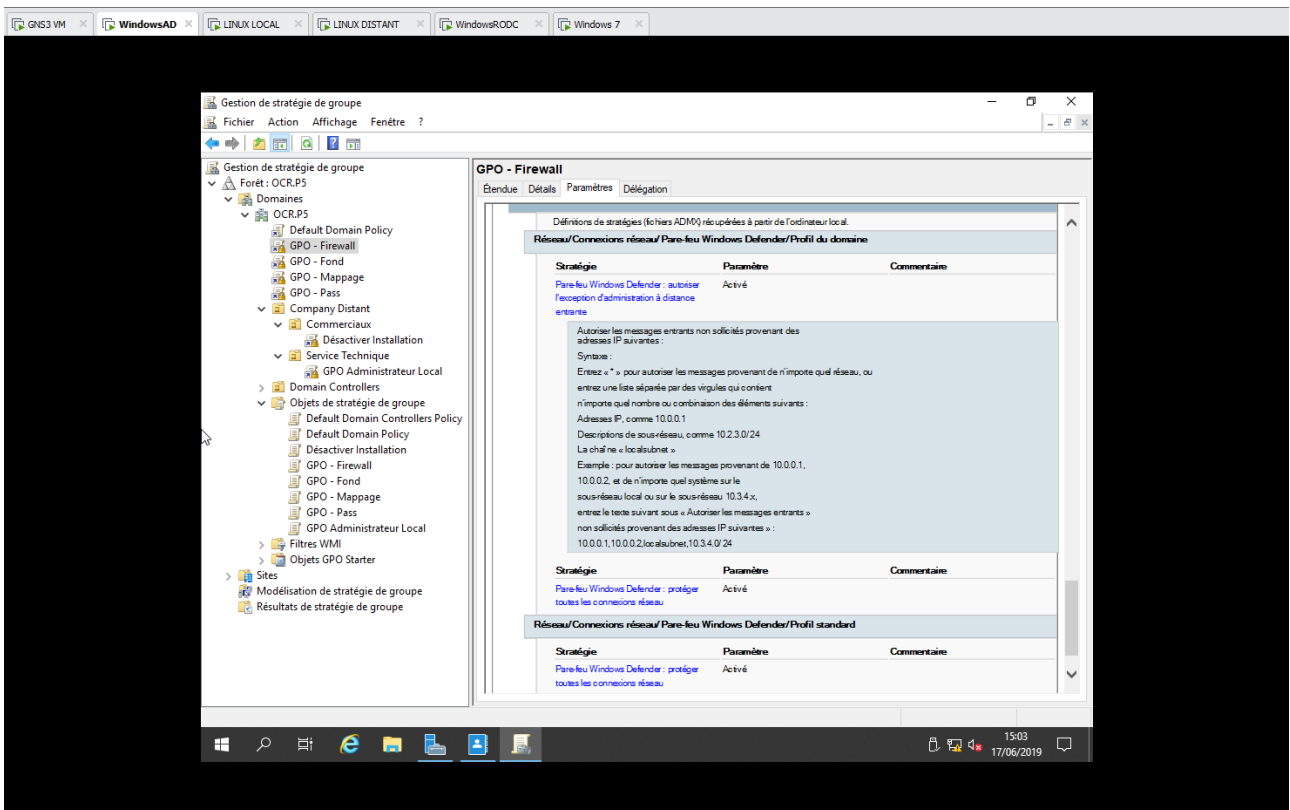 GNS3 VM
WindowsAD
LINUX LOCAL
LINUX DISTANT
WindowsRODC
Windows 7
Gestion de stratégie de groupe
Fichier Action Affichage Fenêtre ?
Gestion de stratégie de groupe
Forêt : OCR.P5
Domaines
OCR.P5
Default Domain Policy
GPO - Firewall
GPO - Fond
GPO - Mappage
GPO - Pass
Company Distant
Commerciaux
Désactiver Installation
Service Technique
GPO Administrateur Local
Domain Controllers
Objets de stratégie de groupe
Default Domain Controllers Policy
Default Domain Policy
Désactiver Installation
GPO - Firewall
GPO - Fond
GPO - Mappage
GPO - Pass
GPO Administrateur Local
Filtres WMI
Objets GPO Starter
Sites
Modélisation de stratégie de groupe
Résultats de stratégie de groupe
GPO - Firewall
Étendue Détails Paramètres Délégation
Définitions de stratégies (fichiers ADMX) récupérées à partir de l'ordinateur local.
Réseau/Connexions réseau/Pare-feu Windows Defender/Profil du domaine
Stratégie Paramètre Commentaire
Pare-feu Windows Defender : autoriser Activé
l'exception d'administration à distance
entrante
Autoriser les messages entrants non sollicités provenant des
adresses IP suivantes :
Syntaxe :
Entrez « * » pour autoriser les messages provenant de n'importe quel réseau, ou
entrez une liste séparée par des virgules qui contient
n'importe quel nombre ou combinaison des éléments suivants :
Adresses IP, comme 10.0.0.1
Descriptions de sous-réseau, comme 10.2.3.0/24
La chaîne « localsubnet »
Exemple : pour autoriser les messages provenant de 10.0.0.1,
10.0.0.2, et de n'importe quel système sur le
sous-réseau local ou sur le sous-réseau 10.3.4.x,
entrez le texte suivant sous « Autoriser les messages entrants »
non sollicités provenant des adresses IP suivantes » :
10.0.0.1,10.0.0.2,localsubnet,10.3.4.0/24
Stratégie Paramètre Commentaire
Pare-feu Windows Defender : protéger Activé
toutes les connexions réseau
Réseau/Connexions réseau/Pare-feu Windows Defender/Profil standard
Stratégie Paramètre Commentaire
Pare-feu Windows Defender : protéger Activé
toutes les connexions réseau
15:03
17/06/2019